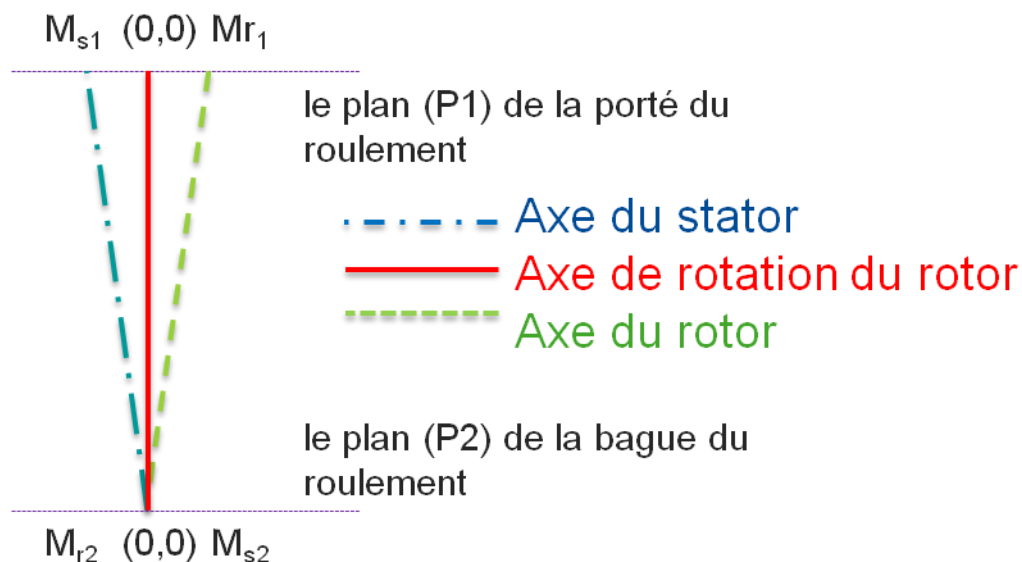 Mₛ₁ (0,0) Mr₁
le plan (P1) de la porté du
roulement
Axe du stator
Axe de rotation du rotor
Axe du rotor
le plan (P2) de la bague du
roulement
Mᵣ₂ (0,0) Mₛ₂